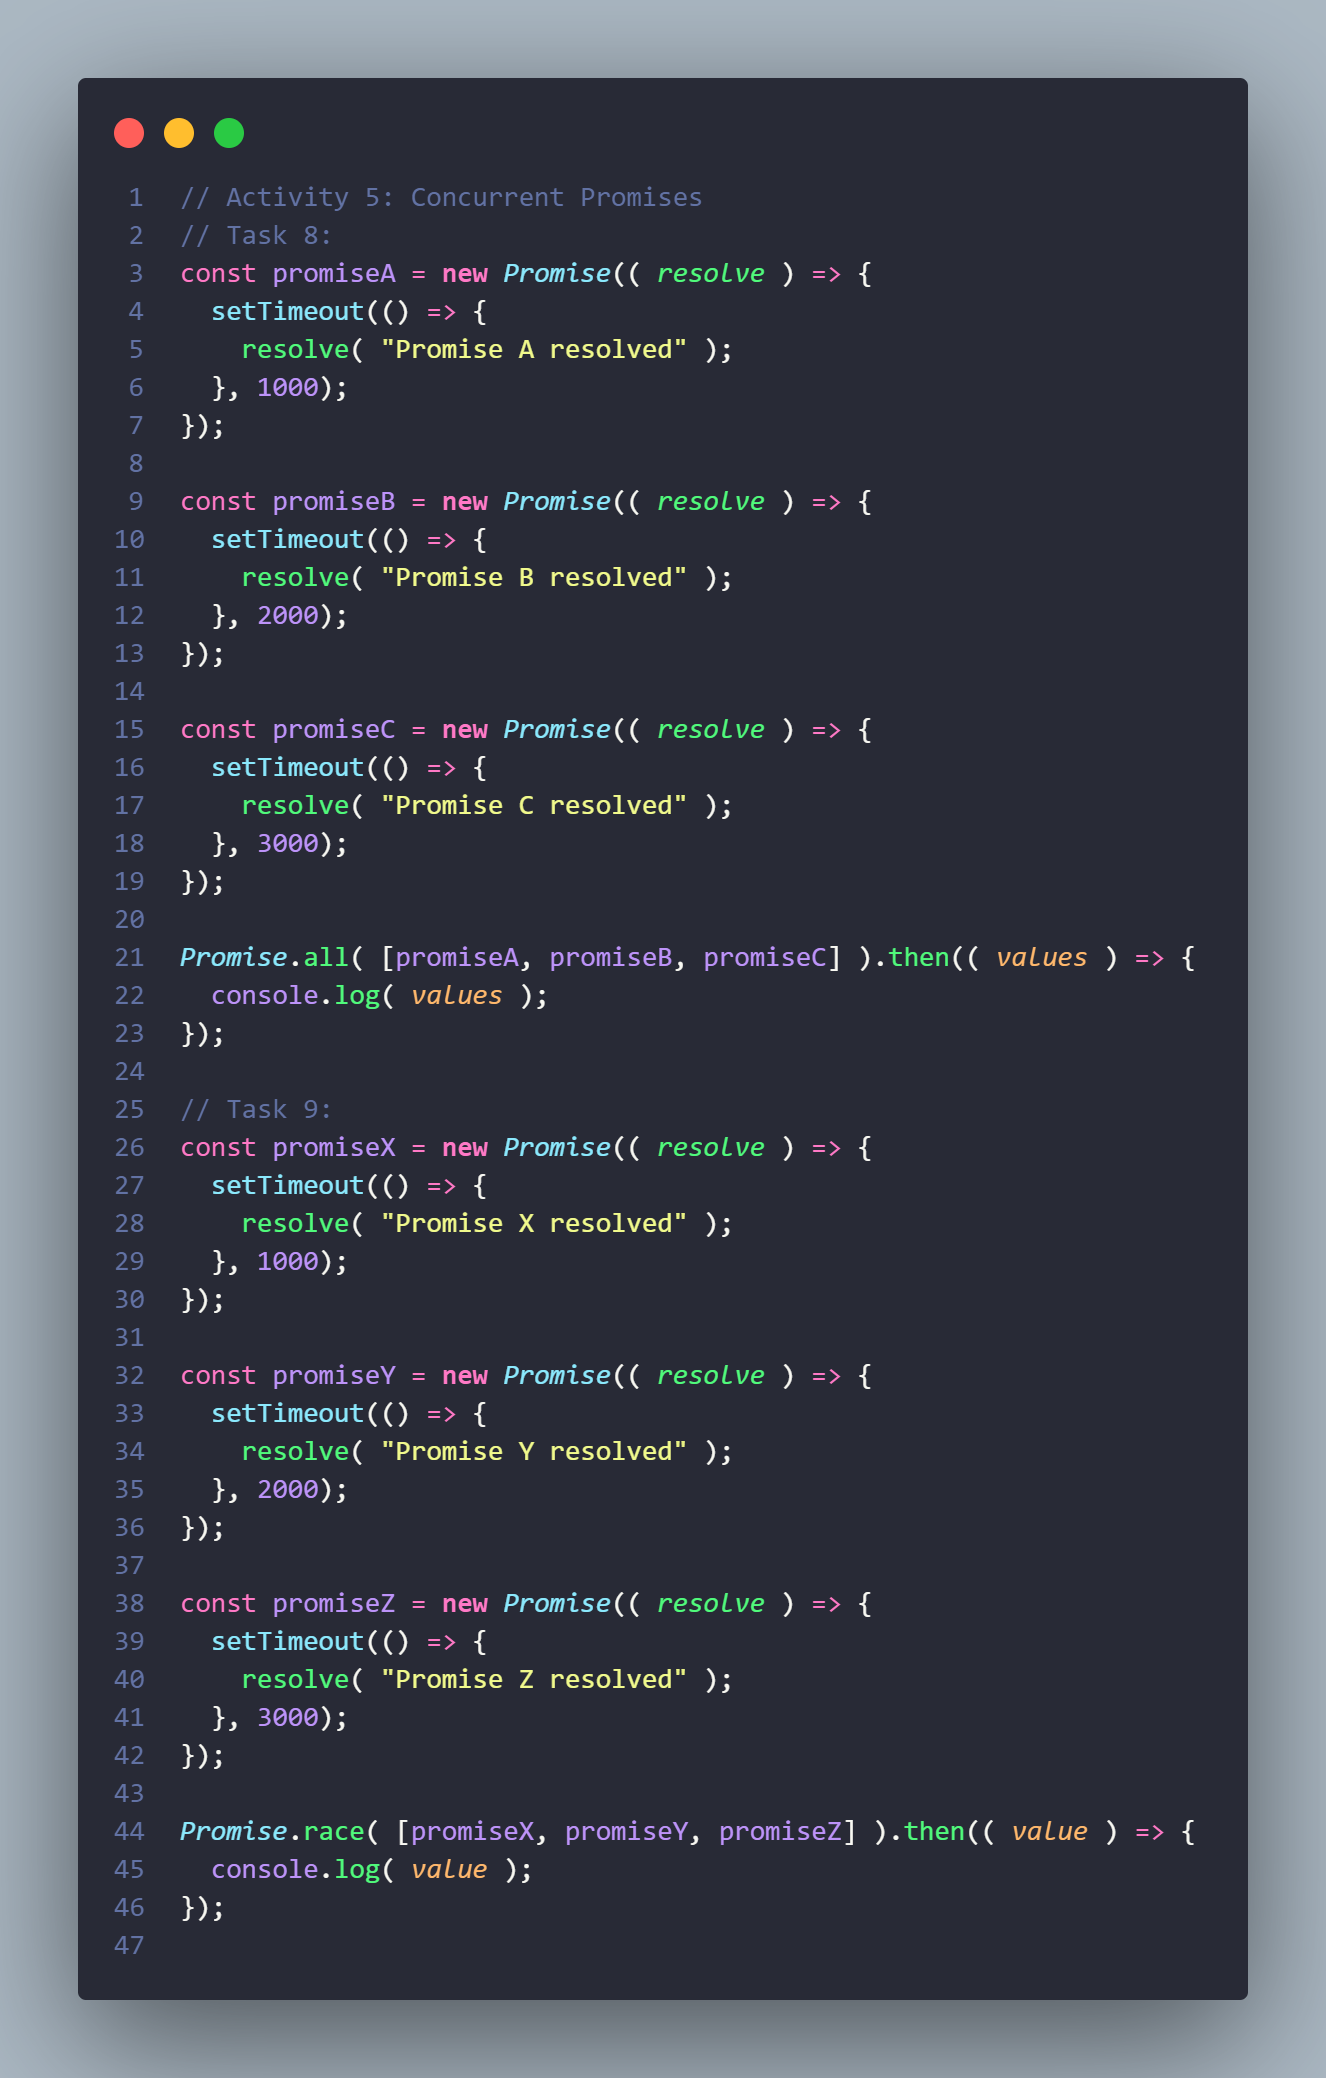 1 // Activity 5: Concurrent Promises
2 // Task 8:
3 const promiseA = new Promise(( resolve ) => {
4   setTimeout(() => {
5     resolve( "Promise A resolved" );
6   }, 1000);
7 });
8
9 const promiseB = new Promise(( resolve ) => {
10   setTimeout(() => {
11     resolve( "Promise B resolved" );
12   }, 2000);
13 });
14
15 const promiseC = new Promise(( resolve ) => {
16   setTimeout(() => {
17     resolve( "Promise C resolved" );
18   }, 3000);
19 });
20
21 Promise.all( [promiseA, promiseB, promiseC] ).then(( values ) => {
22   console.log( values );
23 });
24
25 // Task 9:
26 const promiseX = new Promise(( resolve ) => {
27   setTimeout(() => {
28     resolve( "Promise X resolved" );
29   }, 1000);
30 });
31
32 const promiseY = new Promise(( resolve ) => {
33   setTimeout(() => {
34     resolve( "Promise Y resolved" );
35   }, 2000);
36 });
37
38 const promiseZ = new Promise(( resolve ) => {
39   setTimeout(() => {
40     resolve( "Promise Z resolved" );
41   }, 3000);
42 });
43
44 Promise.race( [promiseX, promiseY, promiseZ] ).then(( value ) => {
45   console.log( value );
46 });
47